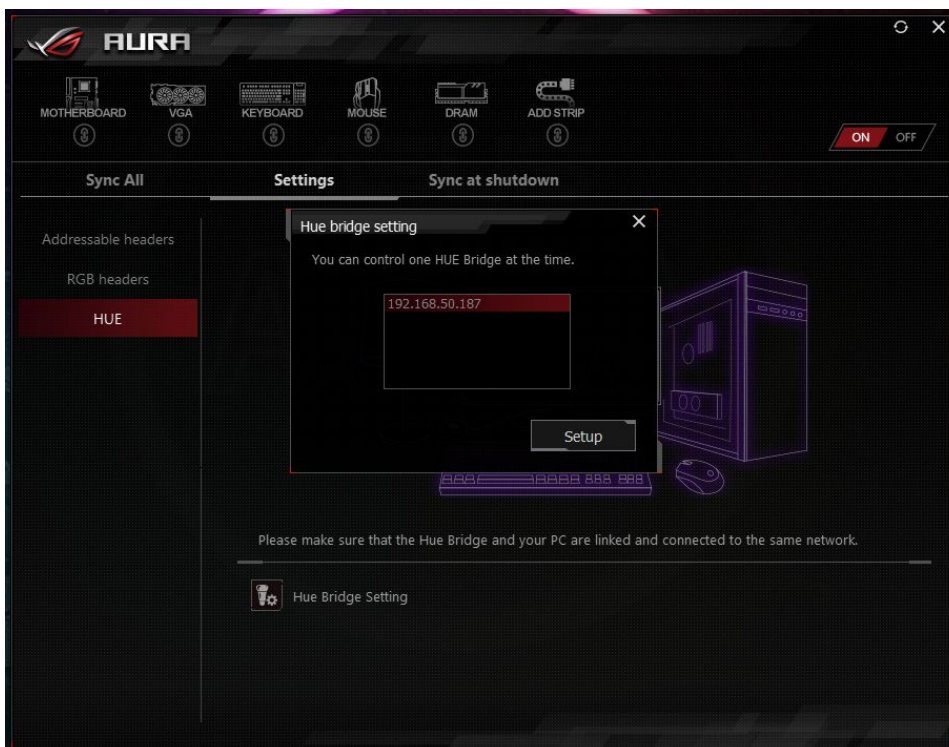 AURA
MOTHERBOARD
VGA
KEYBOARD
MOUSE
DRAM
ADD STRIP
ON OFF
Sync All
Settings
Sync at shutdown
Hue bridge setting
You can control one HUE Bridge at the time.
192.168.50.187
Setup
Addressable headers
RGB headers
HUE
Please make sure that the Hue Bridge and your PC are linked and connected to the same network.
Hue Bridge Setting